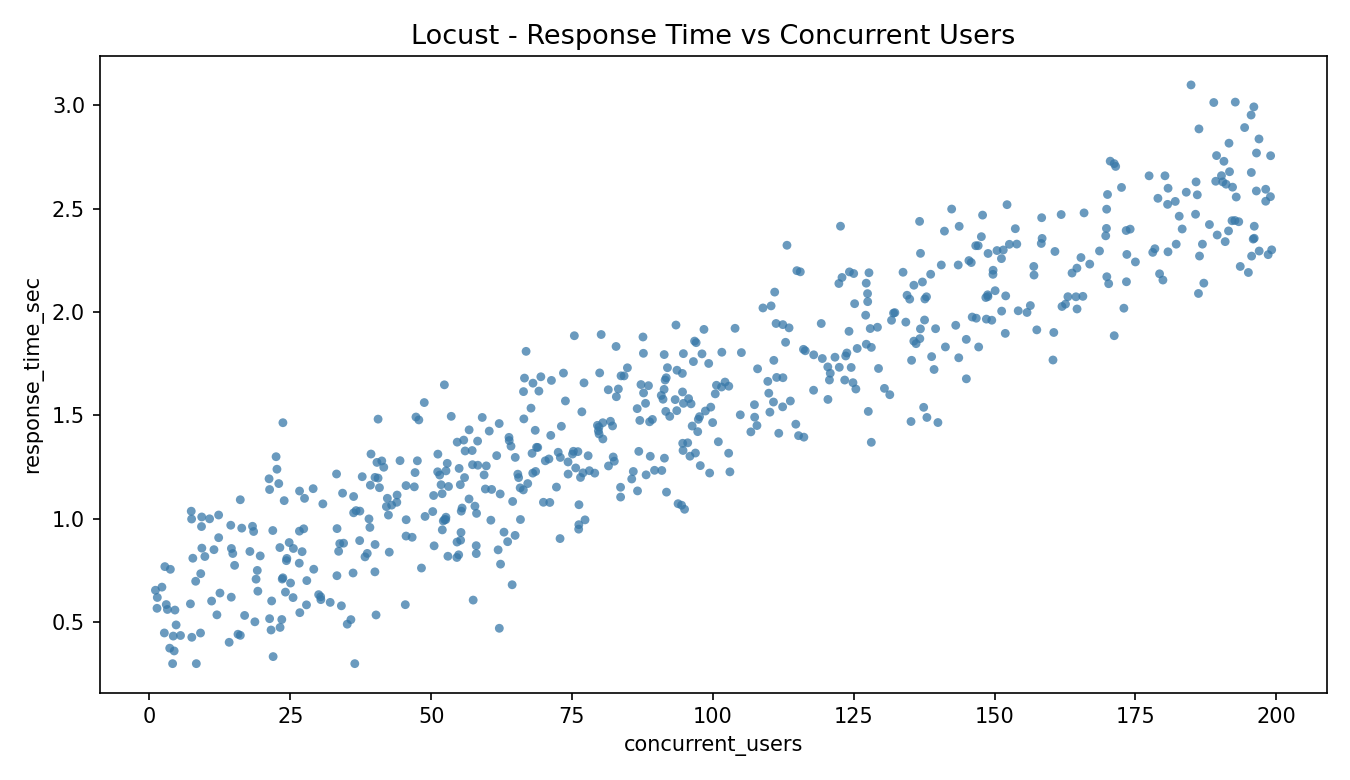 Locust - Response Time vs Concurrent Users
response_time_sec
3.0
2.5
2.0
1.5
1.0
0.5
0 25 50 75 100 125 150 175 200
concurrent_users